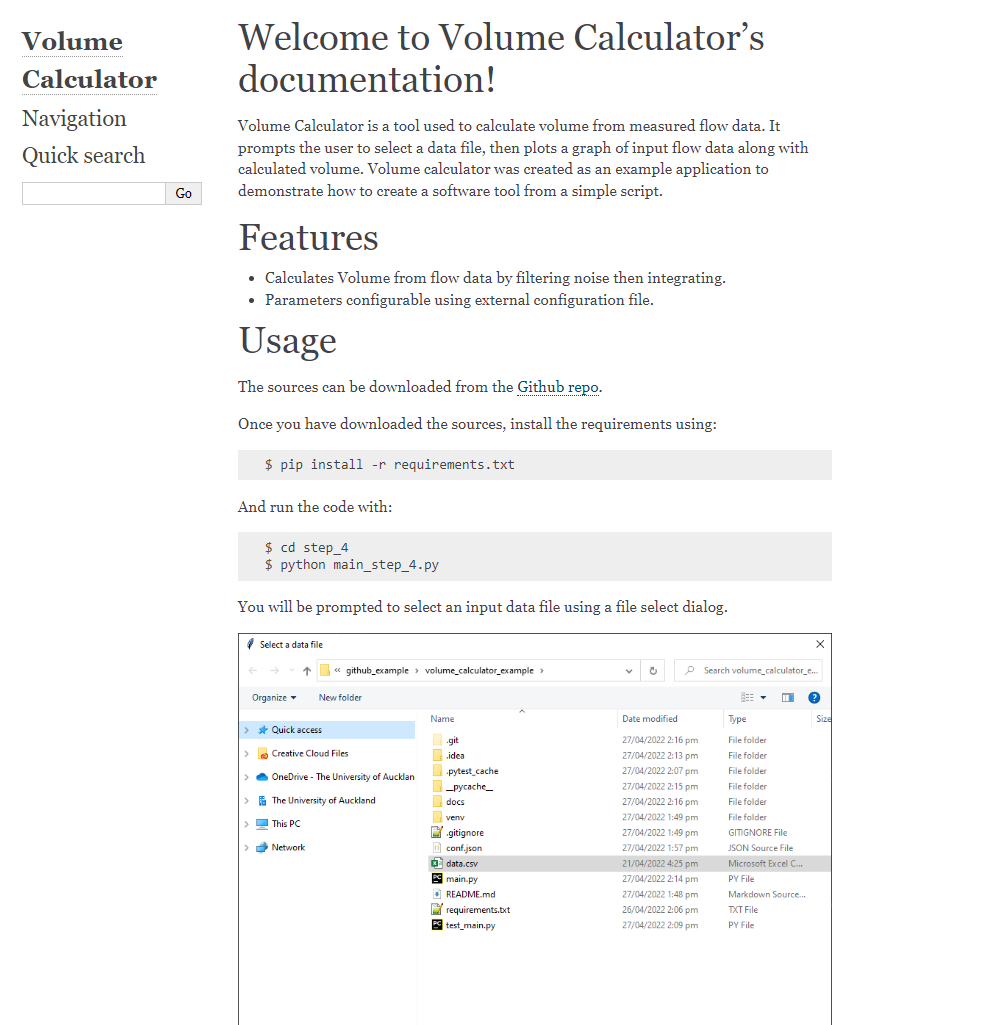 Volume
Calculator
Navigation
Quick search
Go
Welcome to Volume Calculator’s
documentation!
Volume Calculator is a tool used to calculate volume from measured flow data. It
prompts the user to select a data file, then plots a graph of input flow data along with
calculated volume. Volume calculator was created as an example application to
demonstrate how to create a software tool from a simple script.
Features
• Calculates Volume from flow data by filtering noise then integrating.
• Parameters configurable using external configuration file.
Usage
The sources can be downloaded from the Github repo.
Once you have downloaded the sources, install the requirements using:
$ pip install -r requirements.txt
And run the code with:
$ cd step_4
$ python main_step_4.py
You will be prompted to select an input data file using a file select dialog.
Select a data file
« github_example › volume_calculator_example ›
Search volume_calculator_e...
Organize
New folder
Quick access
Creative Cloud Files
OneDrive - The University of Aucklan
The University of Auckland
This PC
Network
Name Date modified Type Size
.git 27/04/2022 2:16 pm File folder
.idea 27/04/2022 2:13 pm File folder
.pytest_cache 27/04/2022 2:07 pm File folder
__pycache__ 27/04/2022 2:15 pm File folder
docs 27/04/2022 2:16 pm File folder
venv 27/04/2022 1:49 pm File folder
.gitignore 27/04/2022 1:49 pm GITIGNORE File
conf.json 27/04/2022 1:57 pm JSON Source File
data.csv 21/04/2022 4:25 pm Microsoft Excel C...
main.py 27/04/2022 2:14 pm PY File
README.md 27/04/2022 1:48 pm Markdown Source...
requirements.txt 26/04/2022 2:06 pm TXT File
test_main.py 27/04/2022 2:09 pm PY File